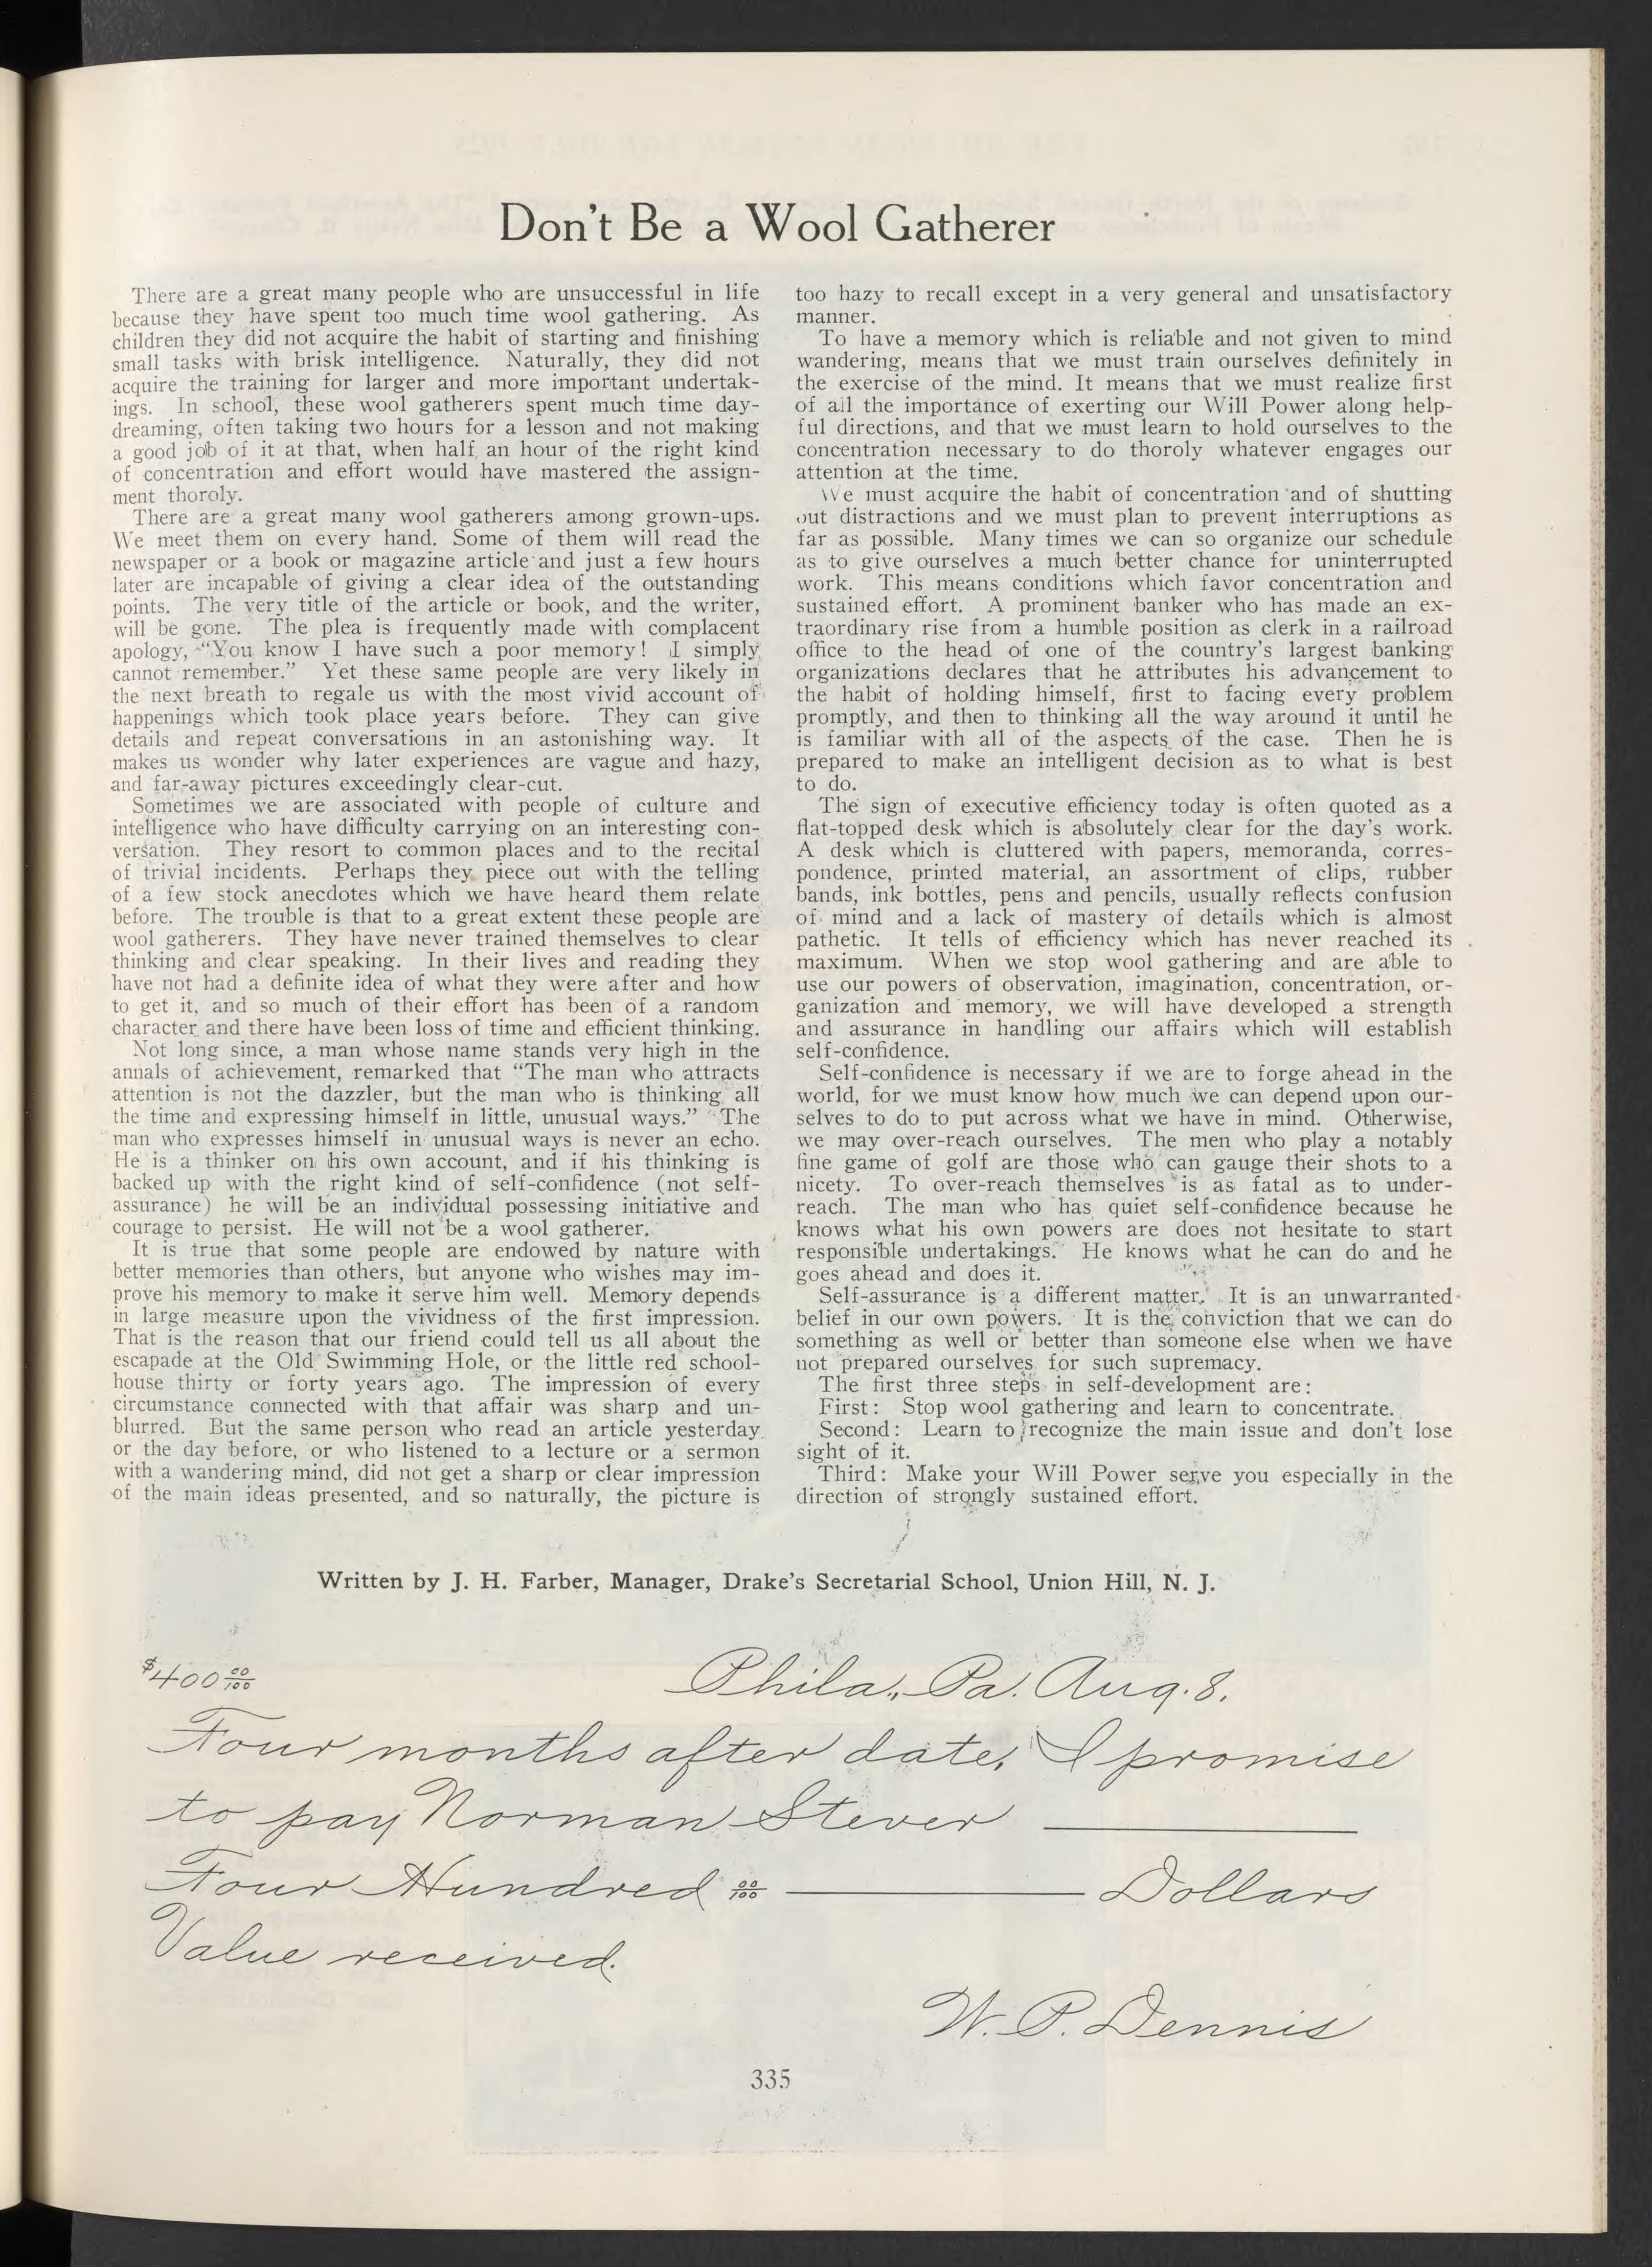 Don't Be a Wool Gatherer
There are a great many people who are unsuccessful in life
because they have spent too much time wool gathering. As
children they did not acquire the habit of starting and finishing
small tasks with brisk intelligence. Naturally, they did not
acquire the training for larger and more important undertak-
ings. In school, these wool gatherers spent much time day-
dreaming, often taking two hours for a lesson and not making
a good job of it at that, when half an hour of the right kind
of concentration and effort would have mastered the assign-
ment thoroly.
There are a great many wool gatherers among grown-ups.
We meet them on every hand. Some of them will read the
newspaper or a book or magazine article and just a few hours
later are incapable of giving a clear idea of the outstanding
points. The very title of the article or book, and the writer,
will be gone. The plea is frequently made with complacent
apology, "You know I have such a poor memory! I simply
cannot remember." Yet these same people are very likely in
the next breath to regale us with the most vivid account of
happenings which took place years before. They can give
details and repeat conversations in an astonishing way. It
makes us wonder why later experiences are vague and hazy,
and far-away pictures exceedingly clear-cut.
Sometimes we are associated with people of culture and
intelligence who have difficulty carrying on an interesting con-
versation. They resort to common places and to the recital
of trivial incidents. Perhaps they piece out with the telling
of a few stock anecdotes which we have heard them relate
before. The trouble is that to a great extent these people are
wool gatherers. They have never trained themselves to clear
thinking and clear speaking. In their lives and reading they
have not had a definite idea of what they were after and how
to get it, and so much of their effort has been of a random
character and there have been loss of time and efficient thinking.
Not long since, a man whose name stands very high in the
annals of achievement, remarked that "The man who attracts
attention is not the dazzler, but the man who is thinking all
the time and expressing himself in little, unusual ways." The
man who expresses himself in unusual ways is never an echo.
He is a thinker on his own account, and if his thinking is
backed up with the right kind of self-confidence (not self-
assurance) he will be an individual possessing initiative and
courage to persist. He will not be a wool gatherer.
It is true that some people are endowed by nature with
better memories than others, but anyone who wishes may im-
prove his memory to make it serve him well. Memory depends
in large measure upon the vividness of the first impression.
That is the reason that our friend could tell us all about the
escapade at the Old Swimming Hole, or the little red school-
house thirty or forty years ago. The impression of every
circumstance connected with that affair was sharp and un-
blurred. But the same person who read an article yesterday
or the day before, or who listened to a lecture or a sermon
with a wandering mind, did not get a sharp or clear impression
of the main ideas presented, and so naturally, the picture is
too hazy to recall except in a very general and unsatisfactory
manner.
To have a memory which is reliable and not given to mind
wandering, means that we must train ourselves definitely in
the exercise of the mind. It means that we must realize first
of all the importance of exerting our Will Power along help-
ful directions, and that we must learn to hold ourselves to the
concentration necessary to do thoroly whatever engages our
attention at the time.
We must acquire the habit of concentration and of shutting
out distractions and we must plan to prevent interruptions as
far as possible. Many times we can so organize our schedule
as to give ourselves a much better chance for uninterrupted
work. This means conditions which favor concentration and
sustained effort. A prominent banker who has made an ex-
traordinary rise from a humble position as clerk in a railroad
office to the head of one of the country's largest banking
organizations declares that he attributes his advancement to
the habit of holding himself, first to facing every problem
promptly, and then to thinking all the way around it until he
is familiar with all of the aspects of the case. Then he is
prepared to make an intelligent decision as to what is best
to do.
The sign of executive efficiency today is often quoted as a
flat-topped desk which is absolutely clear for the day's work.
A desk which is cluttered with papers, memoranda, corres-
pondence, printed material, an assortment of clips, rubber
bands, ink bottles, pens and pencils, usually reflects confusion
of mind and a lack of mastery of details which is almost
pathetic. It tells of efficiency which has never reached its
maximum. When we stop wool gathering and are able to
use our powers of observation, imagination, concentration, or-
ganization and memory, we will have developed a strength
and assurance in handling our affairs which will establish
self-confidence.
Self-confidence is necessary if we are to forge ahead in the
world, for we must know how much we can depend upon our-
selves to do to put across what we have in mind. Otherwise,
we may over-reach ourselves. The men who play a notably
fine game of golf are those who can gauge their shots to a
nicety. To over-reach themselves is as fatal as to under-
reach. The man who has quiet self-confidence because he
knows what his own powers are does not hesitate to start
responsible undertakings. He knows what he can do and he
goes ahead and does it.
Self-assurance is a different matter. It is an unwarranted
belief in our own powers. It is the conviction that we can do
something as well or better than someone else when we have
not prepared ourselves for such supremacy.
The first three steps in self-development are:
First: Stop wool gathering and learn to concentrate.
Second: Learn to recognize the main issue and don't lose
sight of it.
Third: Make your Will Power serve you especially in the
direction of strongly sustained effort.
Written by J. H. Farber, Manager, Drake's Secretarial School, Union Hill, N. J.
$400 00/100 Phila., Pa. Aug. 8.
Four months after date, I promise
to pay Norman Stever
Four Hundred 00/100 Dollars
Value received.
W. P. Dennis
335